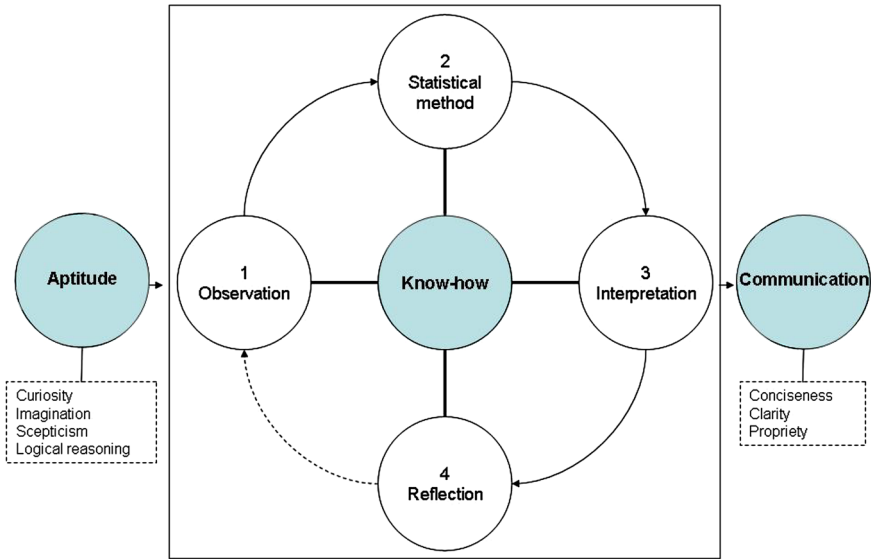 2
Statistical
method
Aptitude
1
Observation
Know-how
3
Interpretation
Communication
Curiosity
Imagination
Scepticism
Logical reasoning
Conciseness
Clarity
Propriety
4
Reflection